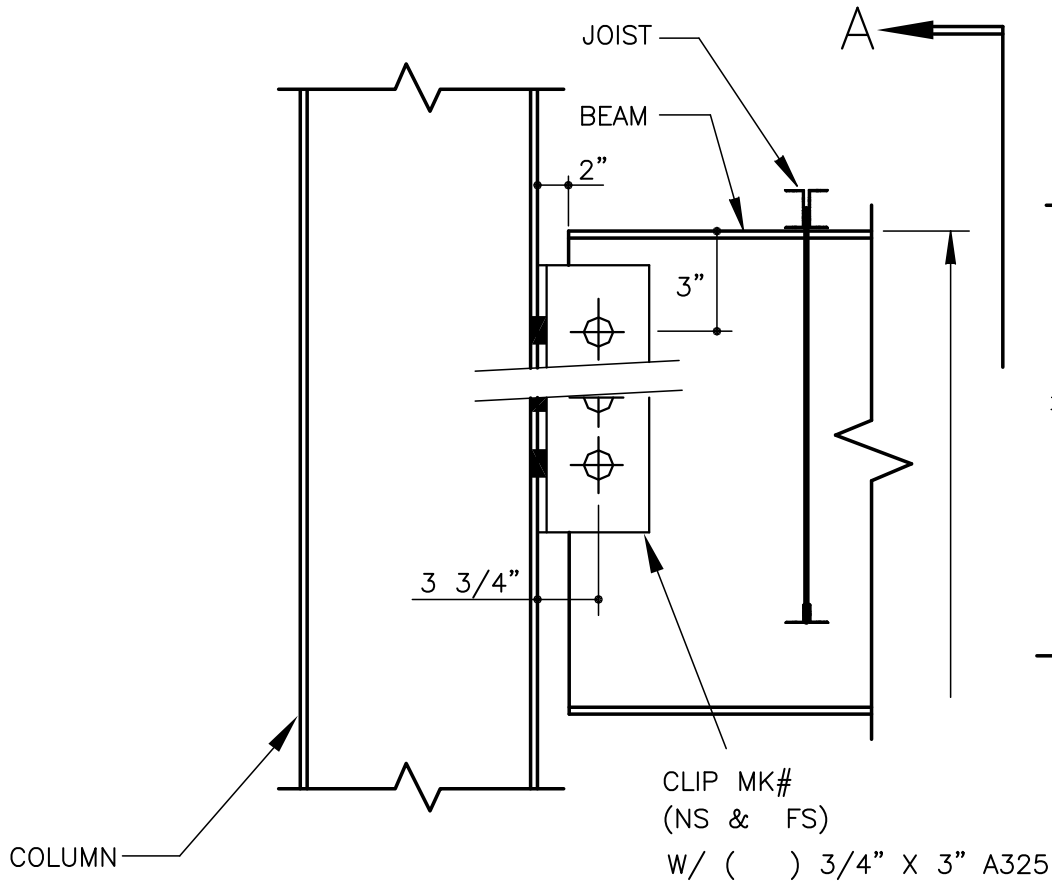 JOIST
A
BEAM
2”
3”
3 3/4”
CLIP MK#
(NS & FS)
W/ ( ) 3/4” X 3” A325
COLUMN